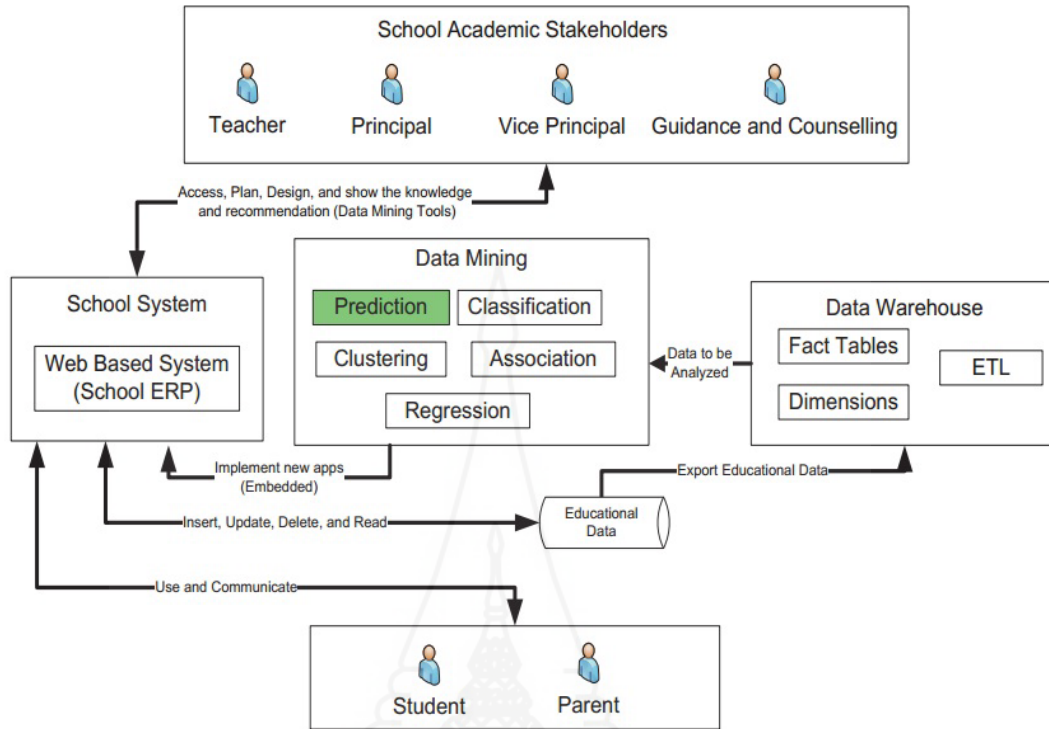 School Academic Stakeholders
Teacher
Principal
Vice Principal
Guidance and Counselling
Access, Plan, Design, and show the knowledge
and recommendation (Data Mining Tools)
School System
Web Based System
(School ERP)
Data Mining
Prediction
Classification
Clustering
Association
Regression
Data to be
Analyzed
Data Warehouse
Fact Tables
ETL
Dimensions
Implement new apps
(Embedded)
Export Educational Data
Insert, Update, Delete, and Read
Educational
Data
Use and Communicate
Student
Parent